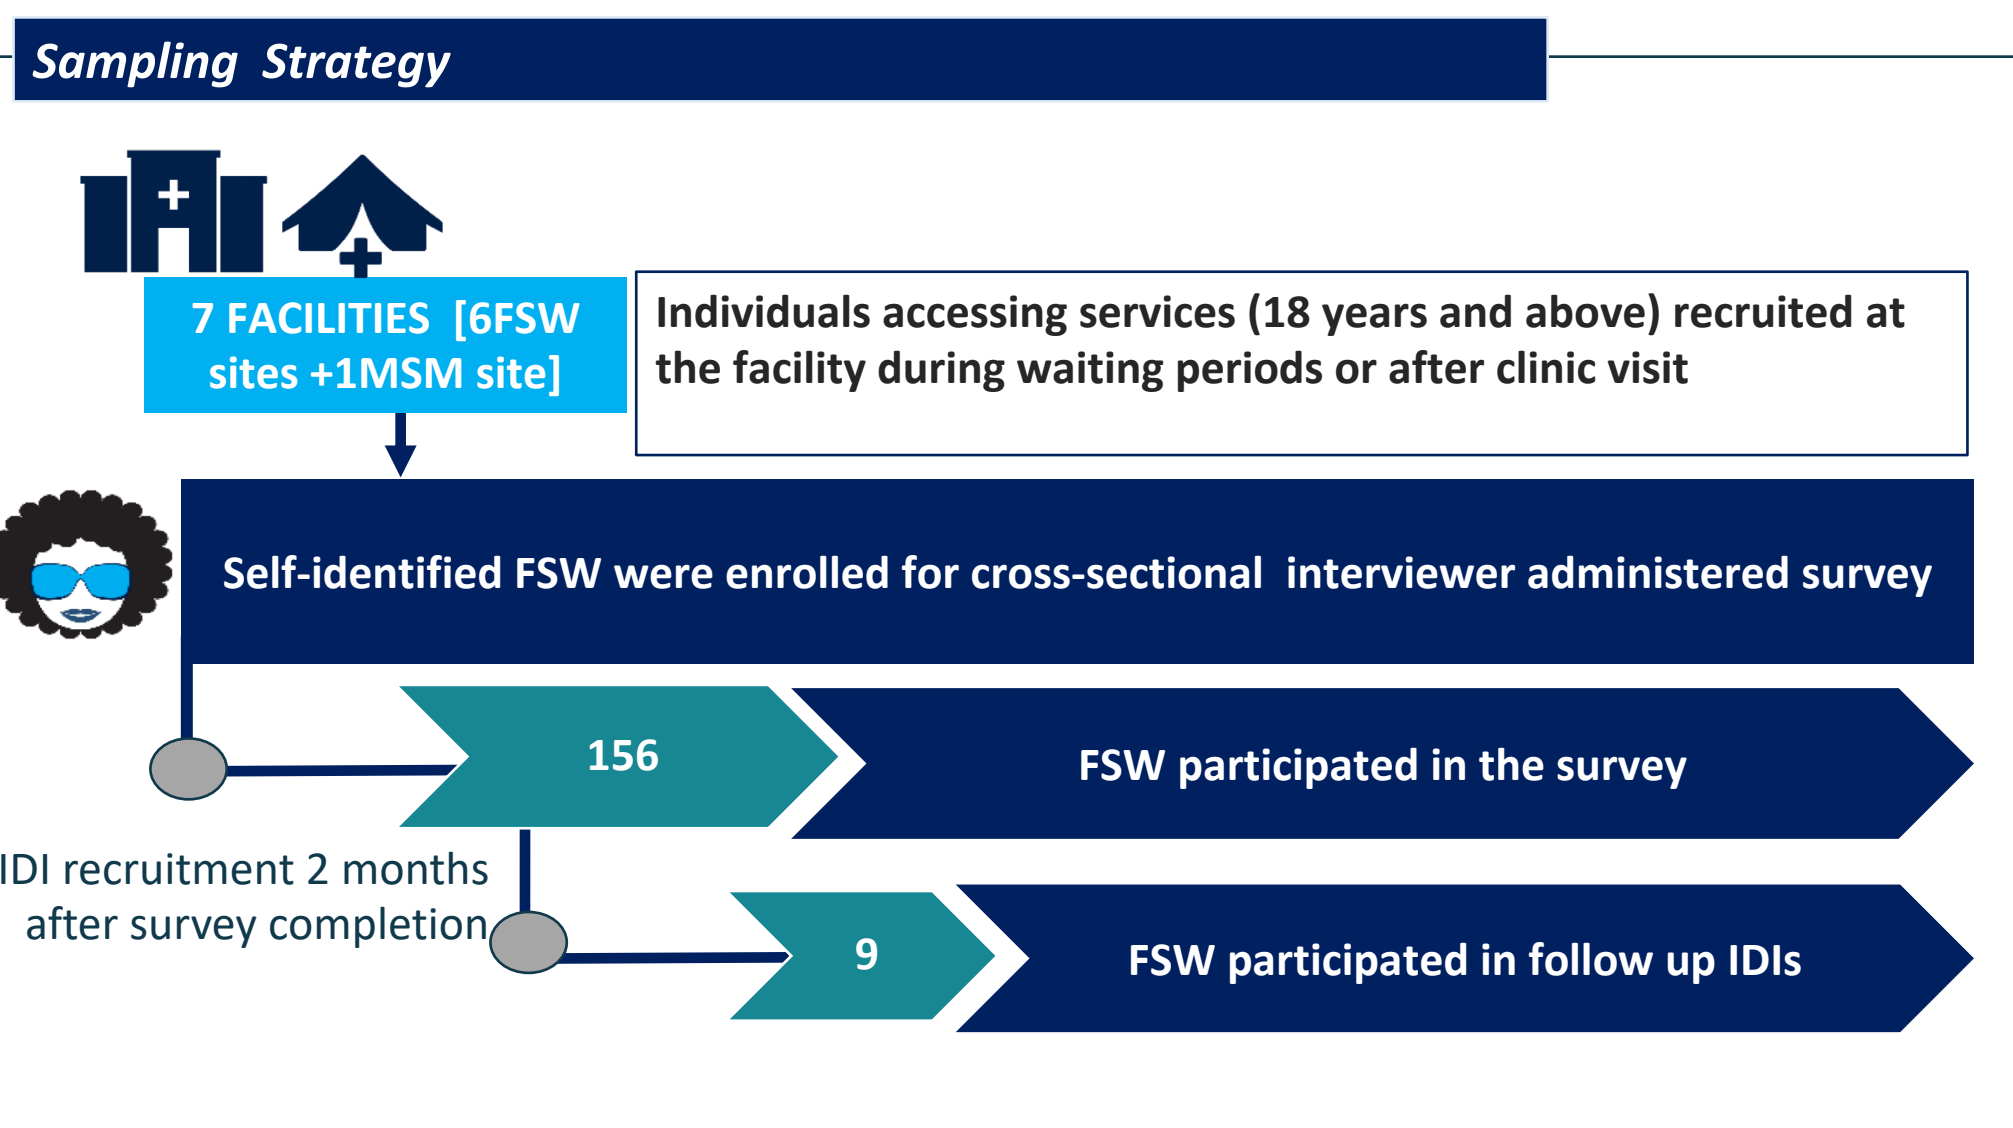 Sampling  Strategy
7 FACILITIES  [6FSW
sites +1MSM site]
Individuals accessing services (18 years and above) recruited at
the facility during waiting periods or after clinic visit
Self-identified FSW were enrolled for cross-sectional  interviewer administered survey
156
FSW participated in the survey
IDI recruitment 2 months
after survey completion
9
FSW participated in follow up IDIs